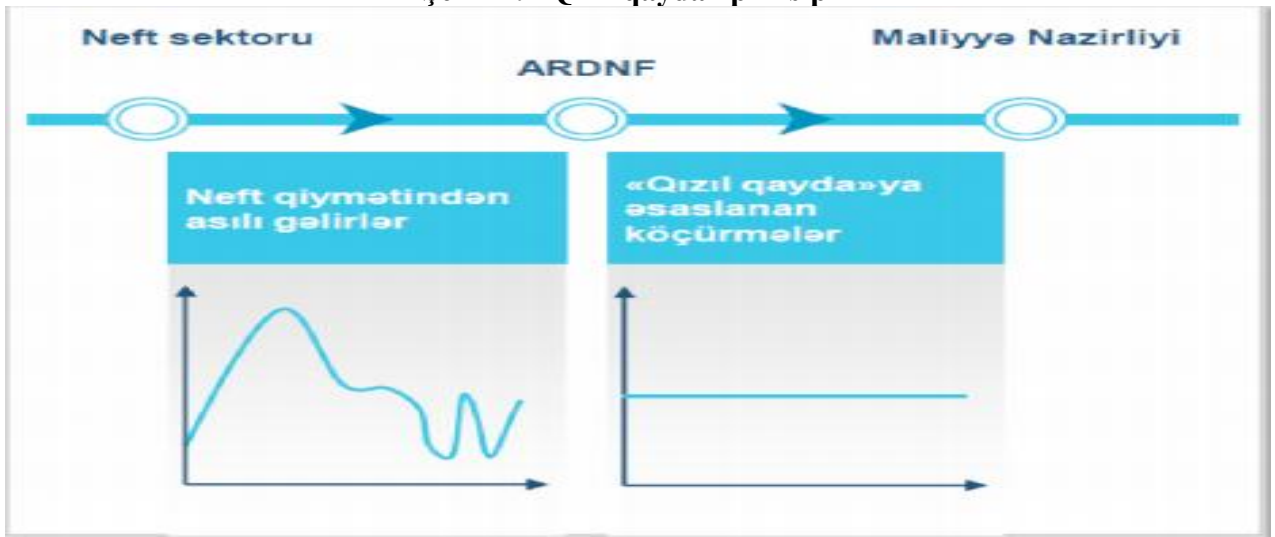 Neft sektoru
Maliyyə Nazirliyi
ARDNF
Neft qiymətindən
asılı gəlirlər
«Qızıl qayda»ya
əsaslanan
köçürmələr